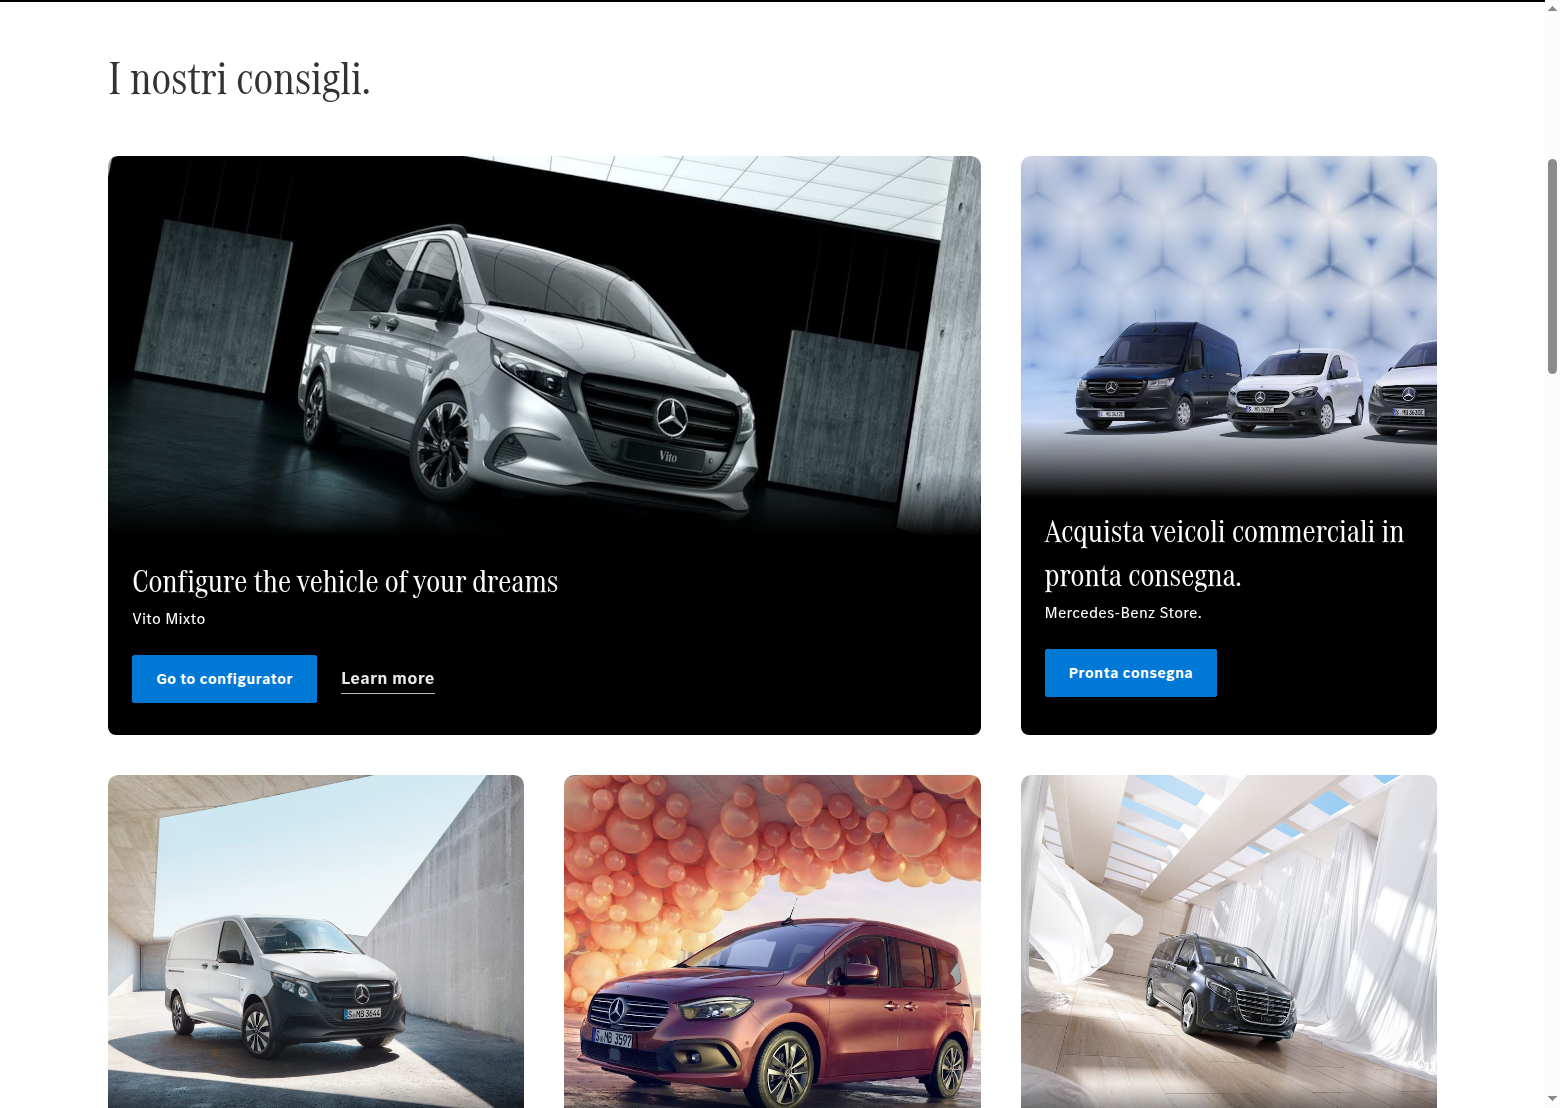 I nostri consigli.
Vito
Configure the vehicle of your dreams
Vito Mixto
Go to configurator
Learn more
Acquista veicoli commerciali in
pronta consegna.
Mercedes-Benz Store.
Pronta consegna
S MB 3644
S MB 3597